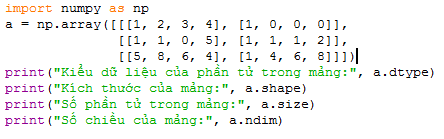 import numpy as np
a = np.array([[[1, 2, 3, 4], [1, 0, 0, 0]],
[[1, 1, 0, 5], [1, 1, 1, 2]],
[[5, 8, 6, 4], [1, 4, 6, 8]]])
print("Kiểu dữ liệu của phần tử trong mảng:", a.dtype)
print("Kích thước của mảng:", a.shape)
print("Số phần tử trong mảng:", a.size)
print("Số chiều của mảng:", a.ndim)